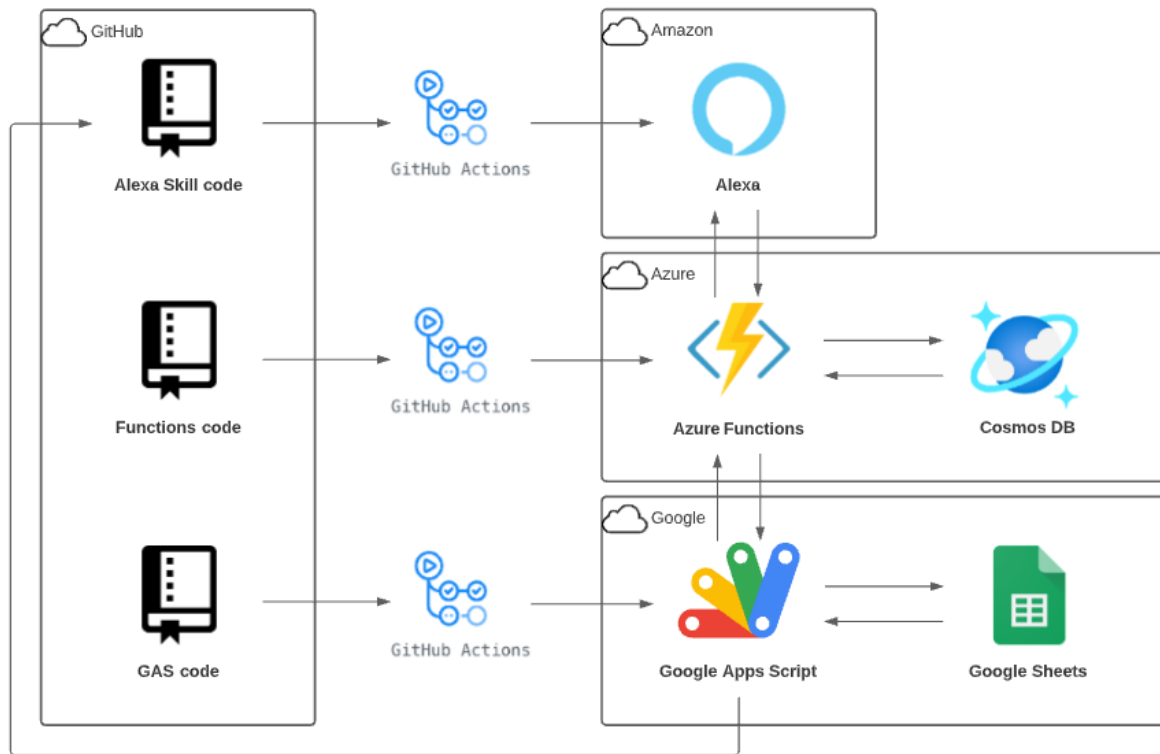 GitHub
Amazon
GitHub Actions
Alexa Skill code
Alexa
Azure
GitHub Actions
Functions code
Azure Functions
Cosmos DB
Google
GitHub Actions
GAS code
Google Apps Script
Google Sheets